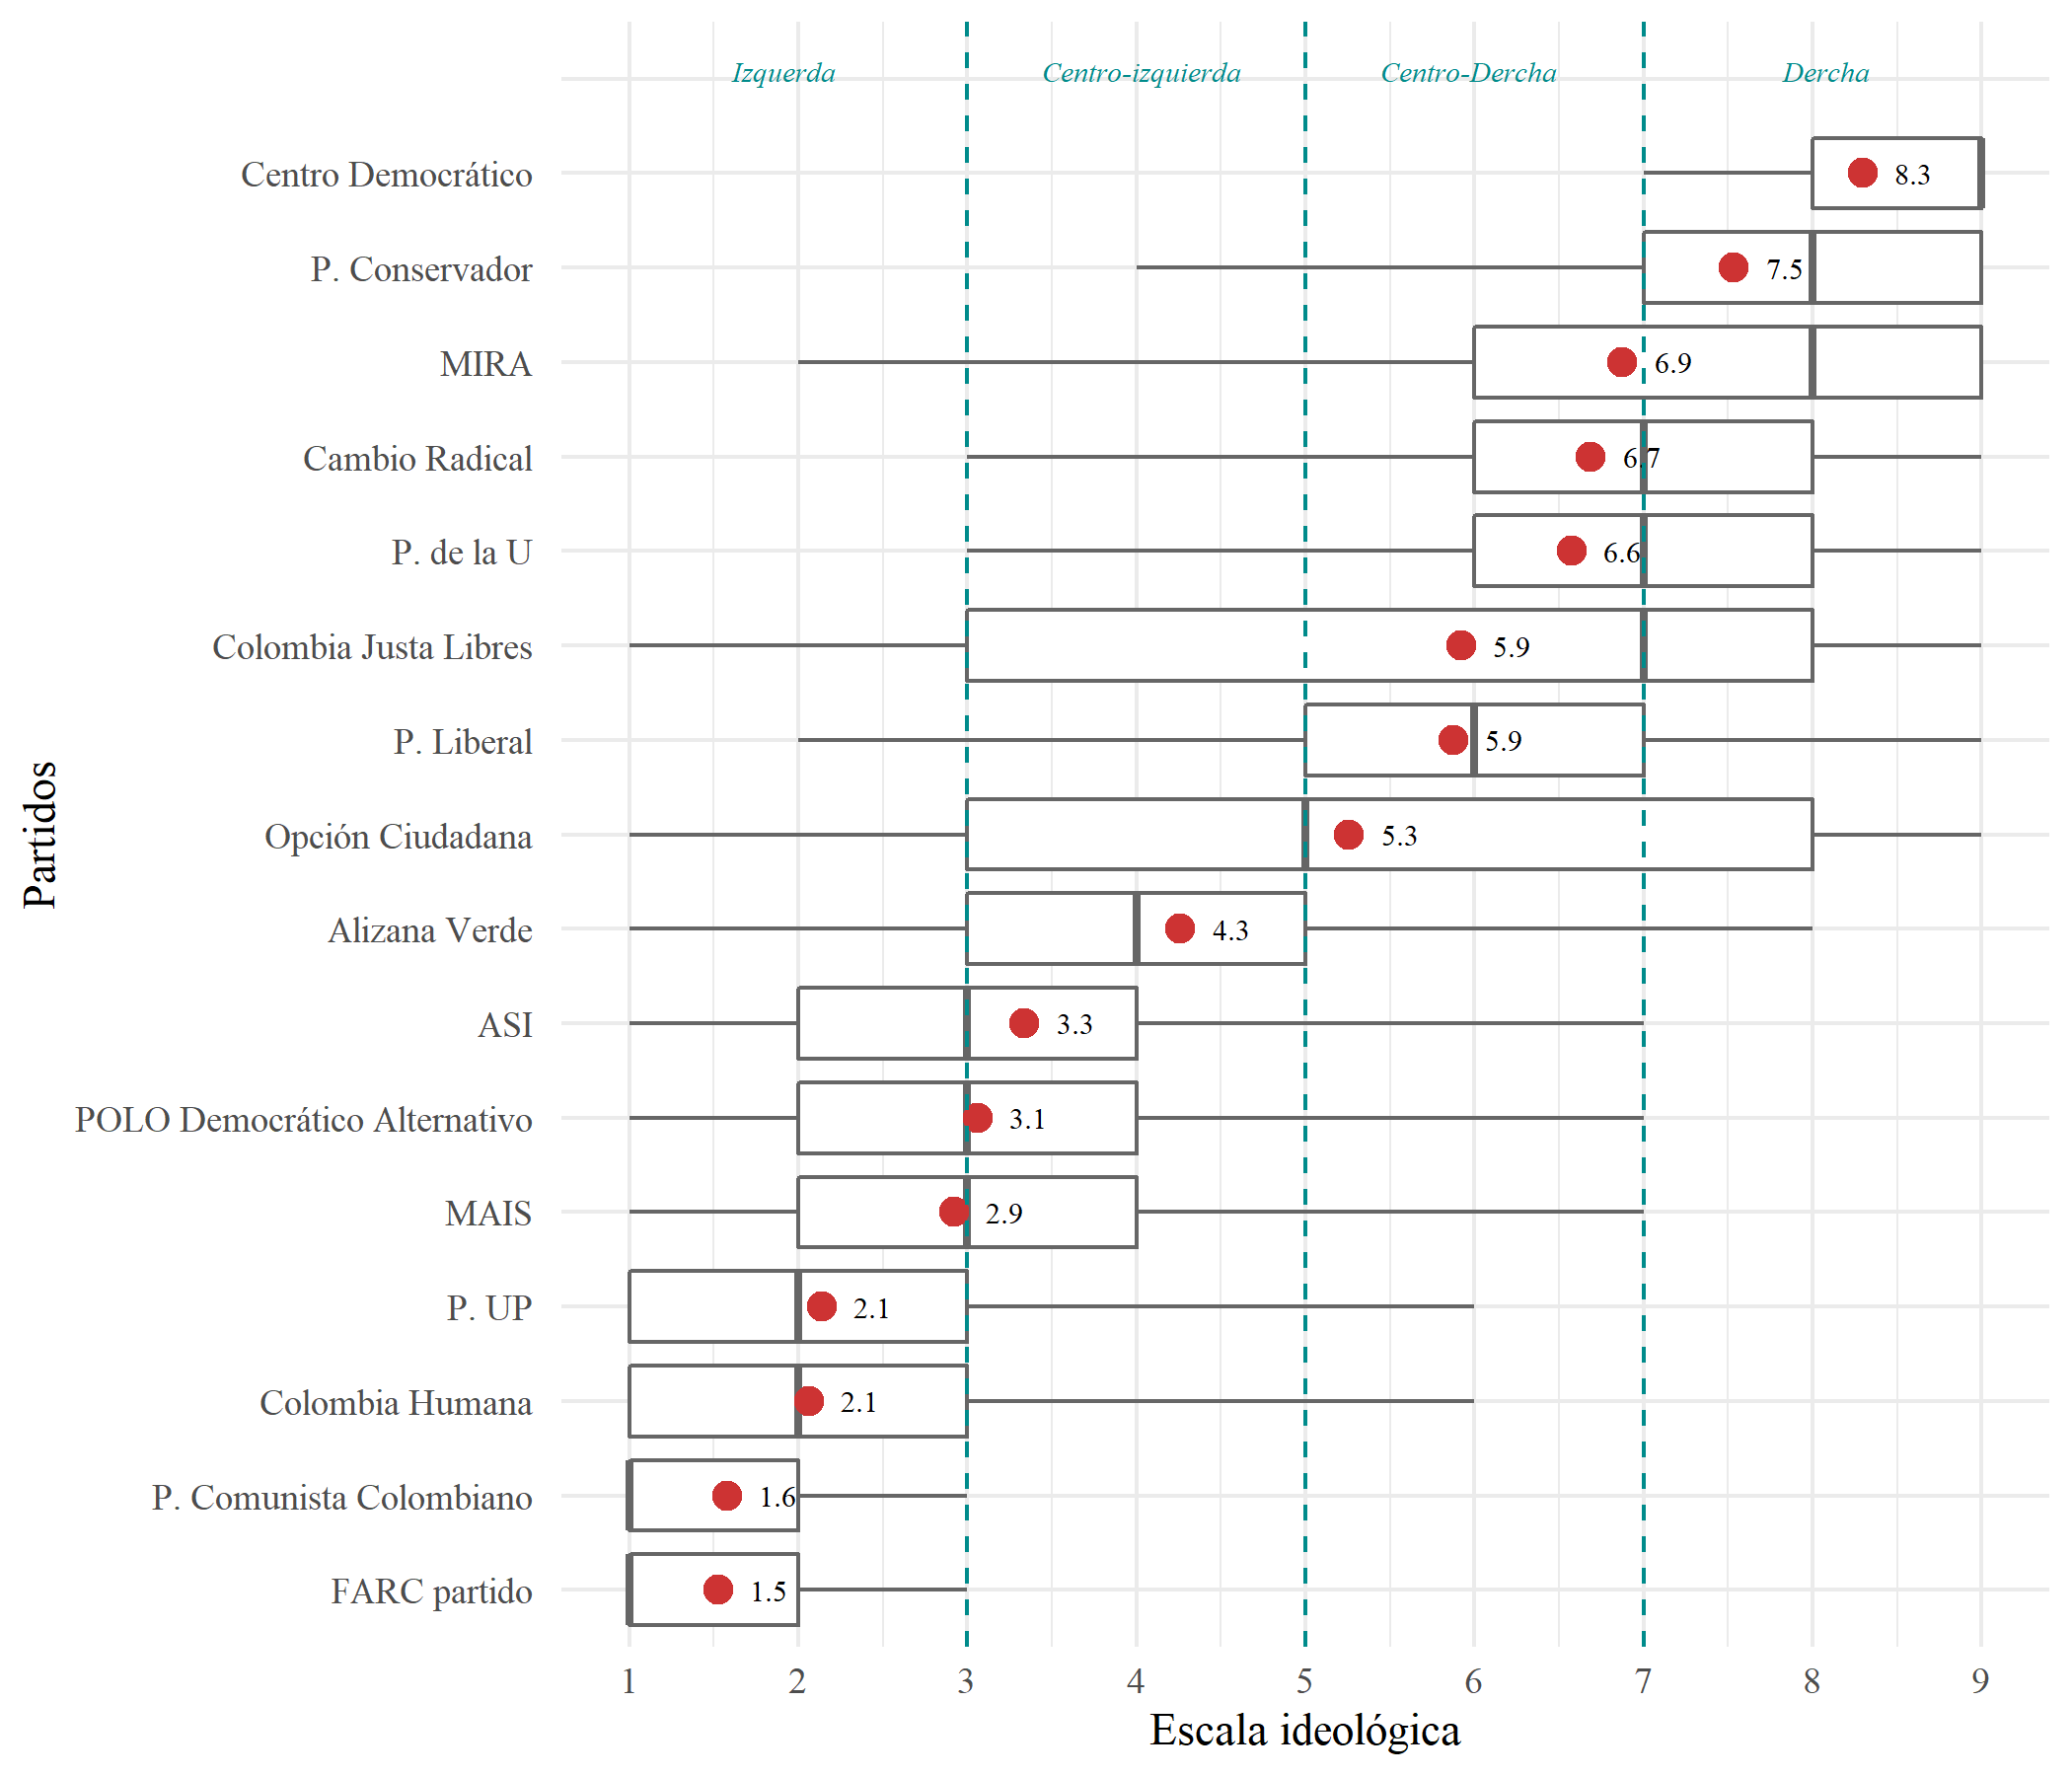 Izquerda Centro-izquierda Centro-Dercha Dercha
Centro Democrático 8.3
P. Conservador 7.5
MIRA 6.9
Cambio Radical 6.7
P. de la U 6.6
Colombia Justa Libres 5.9
P. Liberal 5.9
Opción Ciudadana 5.3
Alizana Verde 4.3
ASI 3.3
POLO Democrático Alternativo 3.1
MAIS 2.9
P. UP 2.1
Colombia Humana 2.1
P. Comunista Colombiano 1.6
FARC partido 1.5
Partidos
1 2 3 4 5 6 7 8 9
Escala ideológica